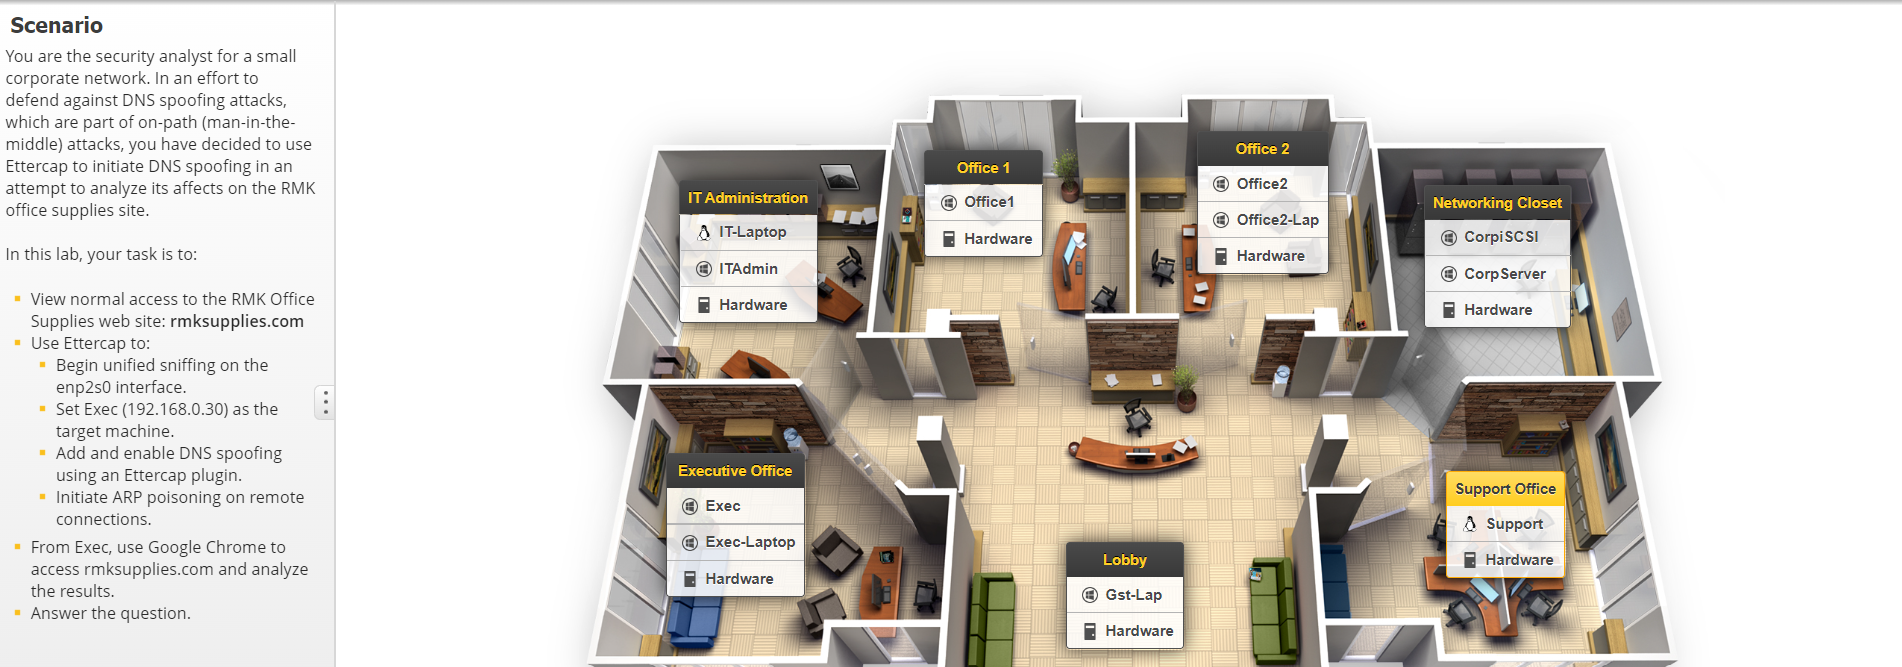 Scenario
You are the security analyst for a small
corporate network. In an effort to
defend against DNS spoofing attacks,
which are part of on-path (man-in-the-
middle) attacks, you have decided to use
Ettercap to initiate DNS spoofing in an
attempt to analyze its affects on the RMK
office supplies site.
In this lab, your task is to:
View normal access to the RMK Office
Supplies web site: rmksupplies.com
Use Ettercap to:
Begin unified sniffing on the
enp2s0 interface.
Set Exec (192.168.0.30) as the
target machine.
Add and enable DNS spoofing
using an Ettercap plugin.
Initiate ARP poisoning on remote
connections.
From Exec, use Google Chrome to
access rmksupplies.com and analyze
the results.
Answer the question.
IT Administration
IT-Laptop
ITAdmin
Hardware
Office 1
Office1
Hardware
Office 2
Office2
Office2-Lap
Hardware
Networking Closet
CorpiSCSI
CorpServer
Hardware
Executive Office
Exec
Exec-Laptop
Hardware
Lobby
Gst-Lap
Hardware
Support Office
Support
Hardware